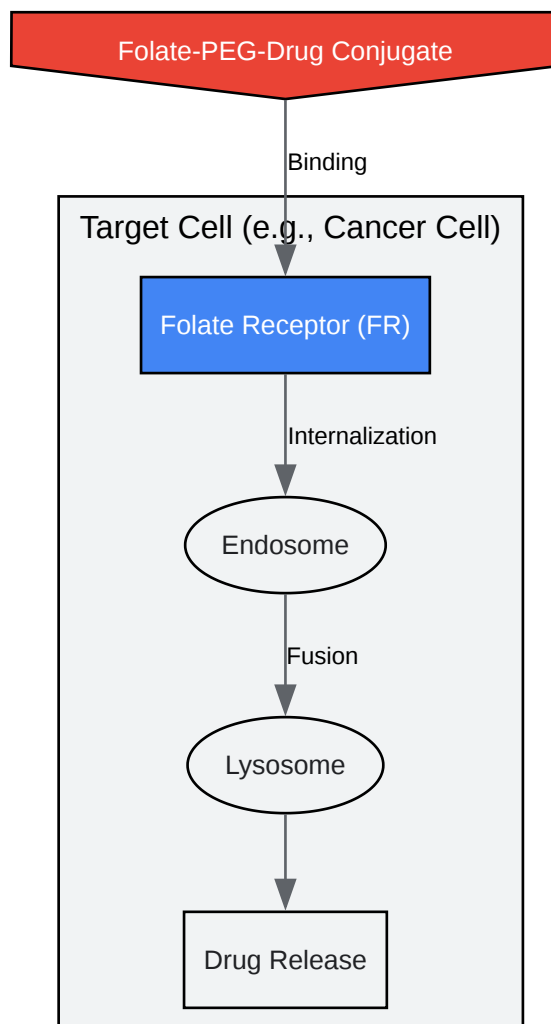 Folate-PEG-Drug Conjugate
Binding
Target Cell (e.g., Cancer Cell)
Folate Receptor (FR)
Internalization
Endosome
Fusion
Lysosome
Drug Release